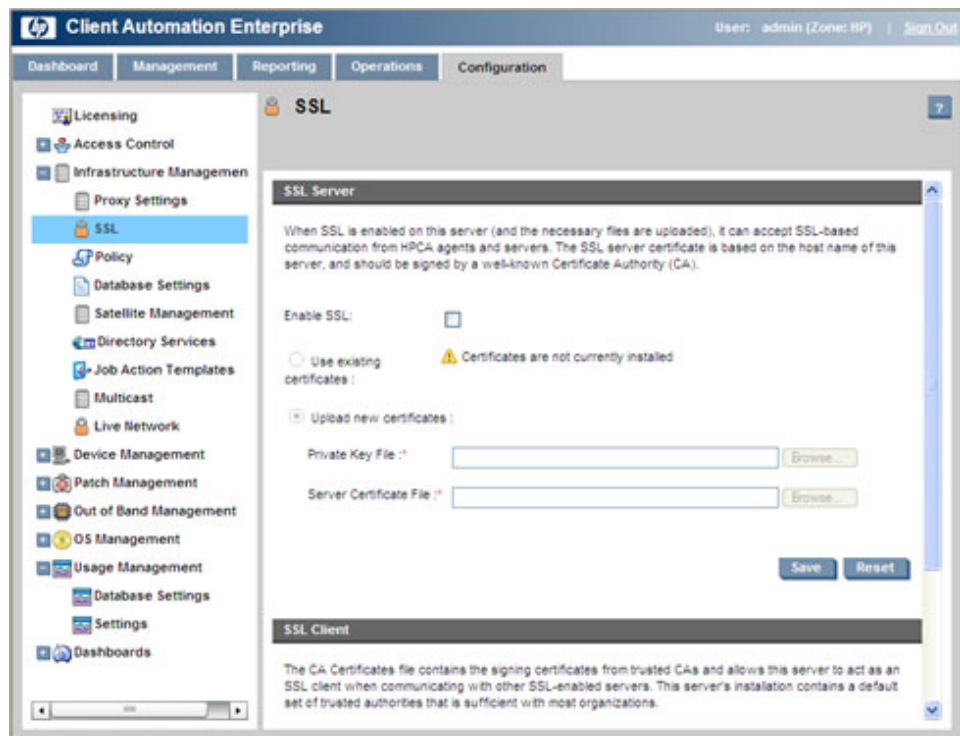 hp Client Automation Enterprise
User: admin (Zone: HP) | Sign Out
Dashboard Management Reporting Operations Configuration
Licensing
Access Control
Infrastructure Managemen
Proxy Settings
SSL
Policy
Database Settings
Satellite Management
Directory Services
Job Action Templates
Multicast
Live Network
Device Management
Patch Management
Out of Band Management
OS Management
Usage Management
Database Settings
Settings
Dashboards
SSL
?
SSL Server
When SSL is enabled on this server (and the necessary files are uploaded), it can accept SSL-based
communication from HPCA agents and servers. The SSL server certificate is based on the host name of this
server, and should be signed by a well-known Certificate Authority (CA).
Enable SSL:
Use existing
certificates :
Certificates are not currently installed
Upload new certificates :
Private Key File :* Browse...
Server Certificate File :* Browse...
Save Reset
SSL Client
The CA Certificates file contains the signing certificates from trusted CAs and allows this server to act as an
SSL client when communicating with other SSL-enabled servers. This server's installation contains a default
set of trusted authorities that is sufficient with most organizations.